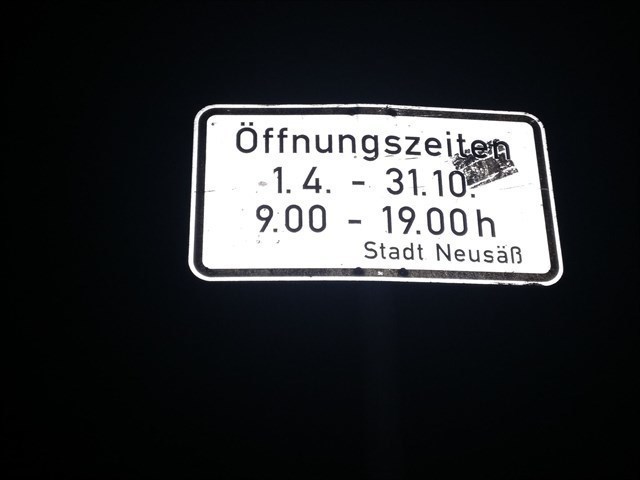 Öffnungszeiten
1.4. - 31.10.
9.00 - 19.00 h
Stadt Neusäß